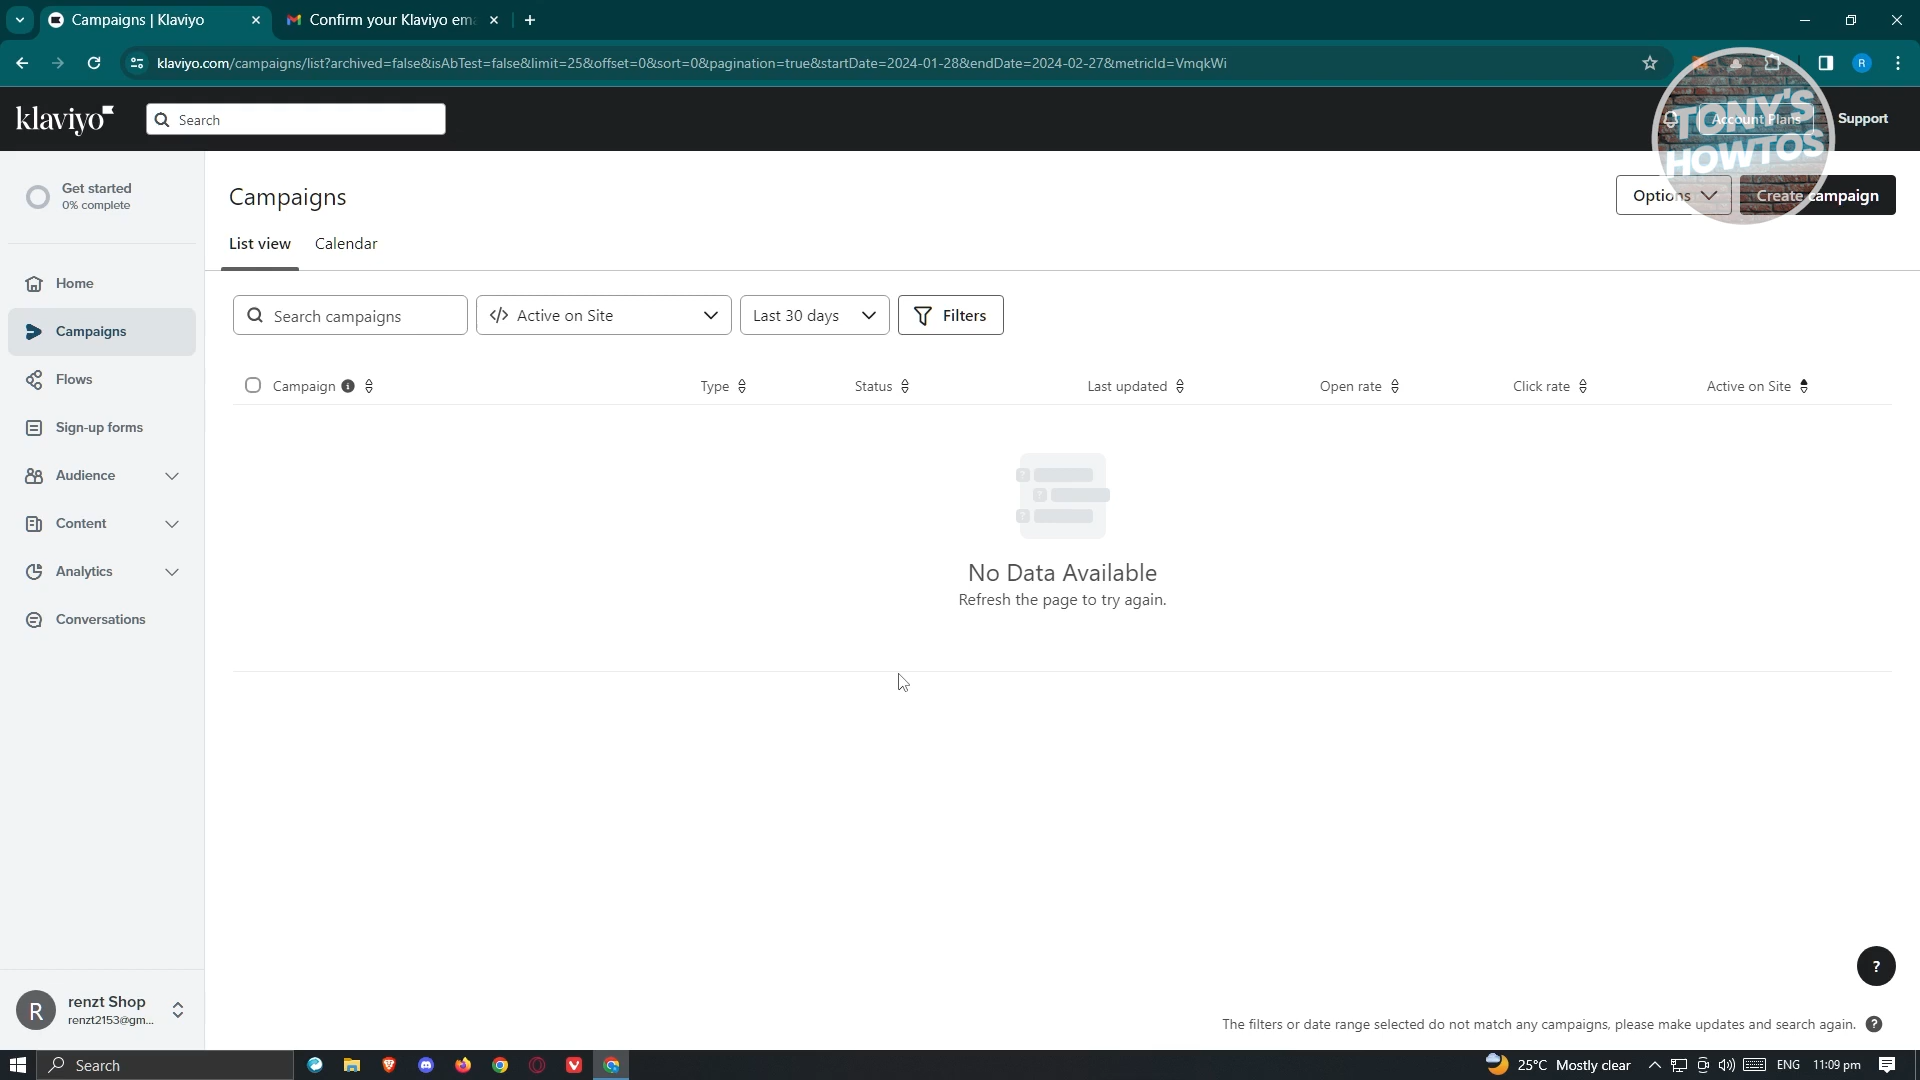 Campaigns | Klaviyo
Confirm your Klaviyo ema
klaviyo.com/campaigns/list?archived=false&isAbTest=false&limit=25&offset=0&sort=0&pagination=true&startDate=2024-01-28&endDate=2024-02-27&metricId=VmqkWi
R
klaviyo
Search
Account Plans
Support
TONY'S
HOWTOS
Get started
0% complete
Campaigns
Options
Create campaign
List view
Calendar
Home
Campaigns
Flows
Sign-up forms
Audience
Content
Analytics
Conversations
Search campaigns
</> Active on Site
Last 30 days
Filters
Campaign
Type
Status
Last updated
Open rate
Click rate
Active on Site
No Data Available
Refresh the page to try again.
?
R
renzt Shop
renzt2153@gm...
The filters or date range selected do not match any campaigns, please make updates and search again. ?
Search
25°C Mostly clear
ENG
11:09 pm